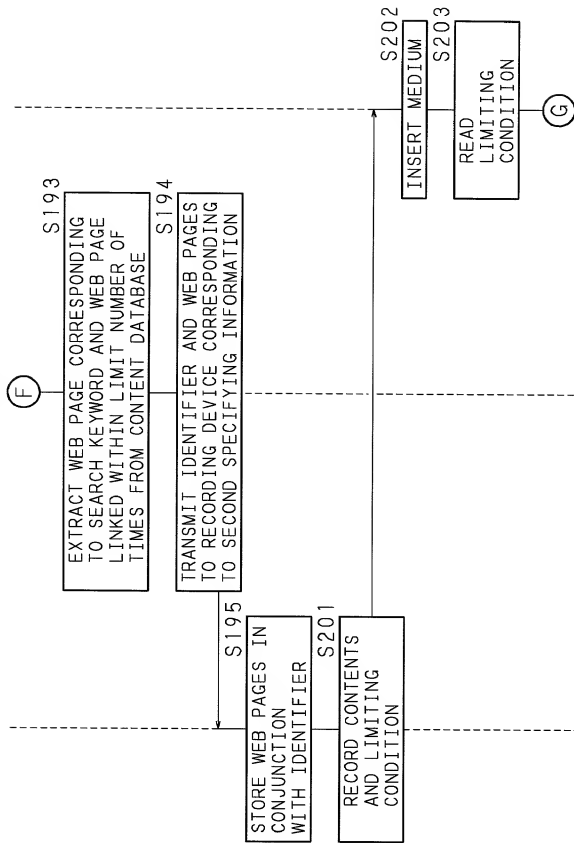 F
S193
EXTRACT WEB PAGE CORRESPONDING
TO SEARCH KEYWORD AND WEB PAGE
LINKED WITHIN LIMIT NUMBER OF
TIMES FROM CONTENT DATABASE
S194
TRANSMIT IDENTIFIER AND WEB PAGES
TO RECORDING DEVICE CORRESPONDING
TO SECOND SPECIFYING INFORMATION
S195
STORE WEB PAGES IN
CONJUNCTION
WITH IDENTIFIER
S201
RECORD CONTENTS
AND LIMITING
CONDITION
S202
INSERT MEDIUM
S203
READ
LIMITING
CONDITION
G